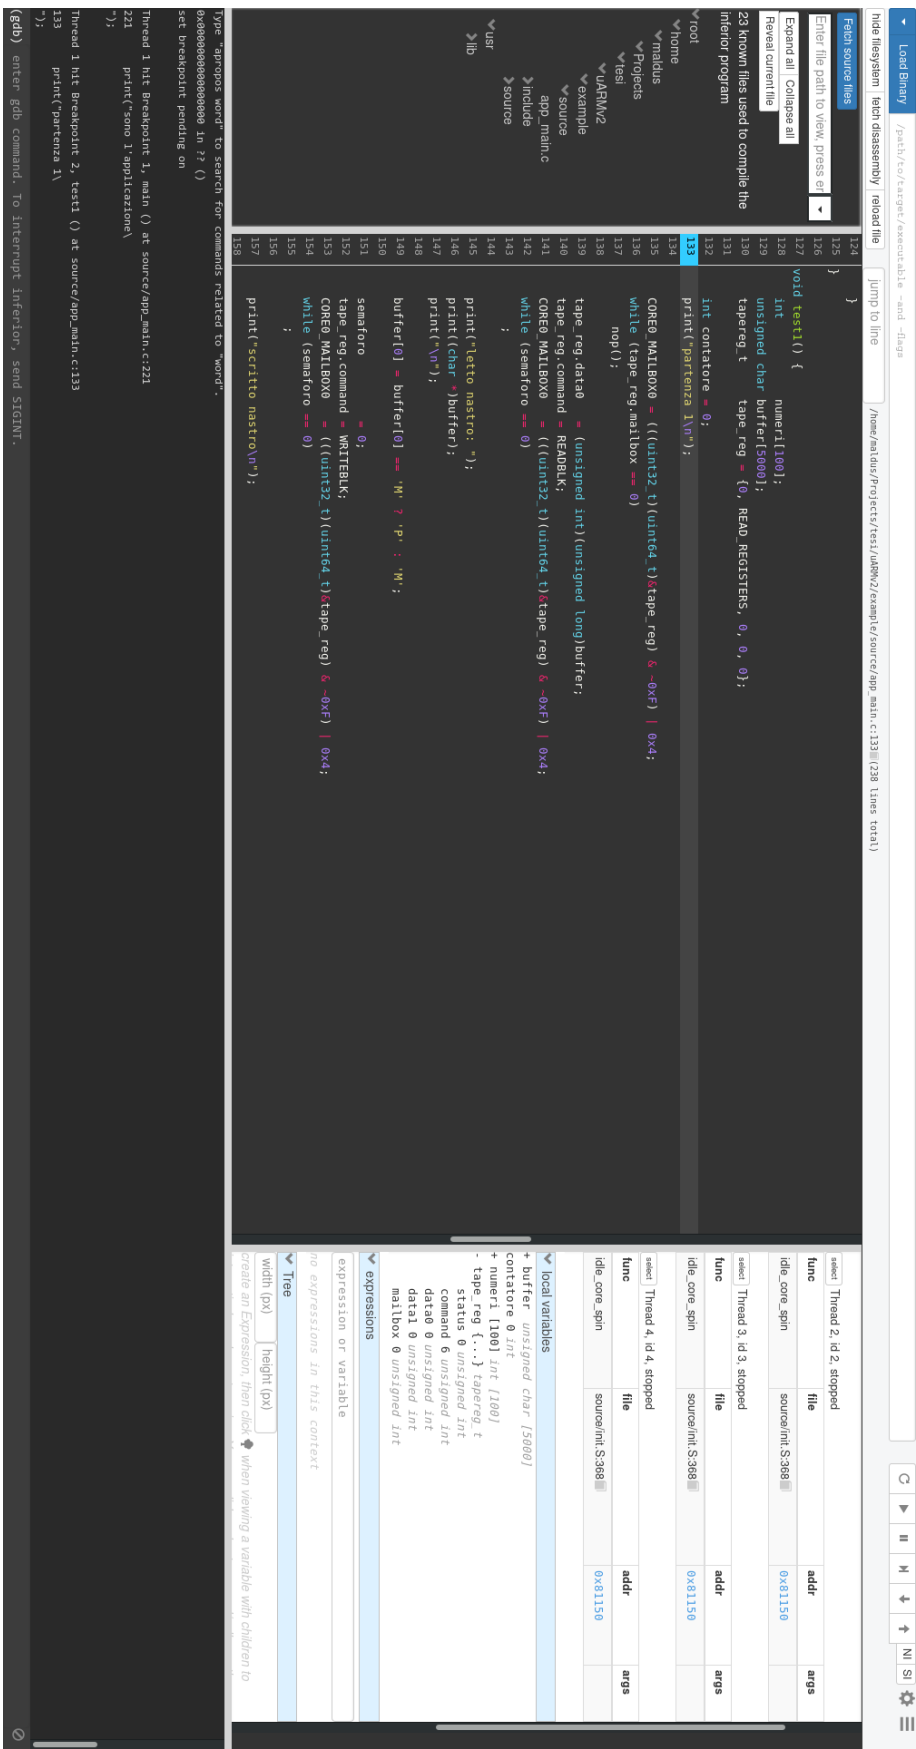 Load Binary
/path/to/target/executable -and -flags
NI
SI
hide filesystem
fetch disassembly
reload file
jump to line
/home/maldus/Projects/tesi/uARMv2/example/source/app_main.c:133 (238 lines total)
Fetch source files
Enter file path to view, press er
Expand all
Collapse all
Reveal current file
23 known files used to compile the
inferior program
root
home
maldus
Projects
tesi
uARMv2
example
source
app_main.c
include
source
usr
lib
124 }
125 }
126
127 void test1() {
128 int numeri[100];
129 unsigned char buffer[5000];
130 tapereg_t tape_reg = {0, READ_REGISTERS, 0, 0, 0};
131
132 int contatore = 0;
133 print("partenza 1\n");
134
135 CORE0_MAILBOX0 = (((uint32_t)(uint64_t)&tape_reg) & ~0xF) | 0x4;
136 while (tape_reg.mailbox == 0)
137 nop();
138
139 tape_reg.data0 = (unsigned int)(unsigned long)buffer;
140 tape_reg.command = READBLK;
141 CORE0_MAILBOX0 = (((uint32_t)(uint64_t)&tape_reg) & ~0xF) | 0x4;
142 while (semaforo == 0)
143 ;
144
145 print("letto nastro: ");
146 print((char *)buffer);
147 print("\n");
148
149 buffer[0] = buffer[0] == 'M' ? 'P' : 'M';
150
151 semaforo = 0;
152 tape_reg.command = WRITEBLK;
153 CORE0_MAILBOX0 = (((uint32_t)(uint64_t)&tape_reg) & ~0xF) | 0x4;
154 while (semaforo == 0)
155 ;
156
157 print("scritto nastro\n");
158
select Thread 2, id 2, stopped
func file addr args
idle_core_spin source/init.S:368 0x81150
select Thread 3, id 3, stopped
func file addr args
idle_core_spin source/init.S:368 0x81150
select Thread 4, id 4, stopped
func file addr args
idle_core_spin source/init.S:368 0x81150
local variables
+ buffer unsigned char [5000]
contatore 0 int
+ numeri [100] int [100]
- tape_reg {...} tapereg_t
status 0 unsigned int
command 6 unsigned int
data0 0 unsigned int
data1 0 unsigned int
mailbox 0 unsigned int
expressions
expression or variable
no expressions in this context
Tree
width (px)
height (px)
create an Expression, then click when viewing a variable with children to
Type "apropos word" to search for commands related to "word".
0x0000000000000000 in ?? ()
set breakpoint pending on
Thread 1 hit Breakpoint 1, main () at source/app_main.c:221
221 print("sono l'applicazione\
");
Thread 1 hit Breakpoint 2, test1 () at source/app_main.c:133
133 print("partenza 1\
");
(gdb) enter gdb command. To interrupt inferior, send SIGINT.